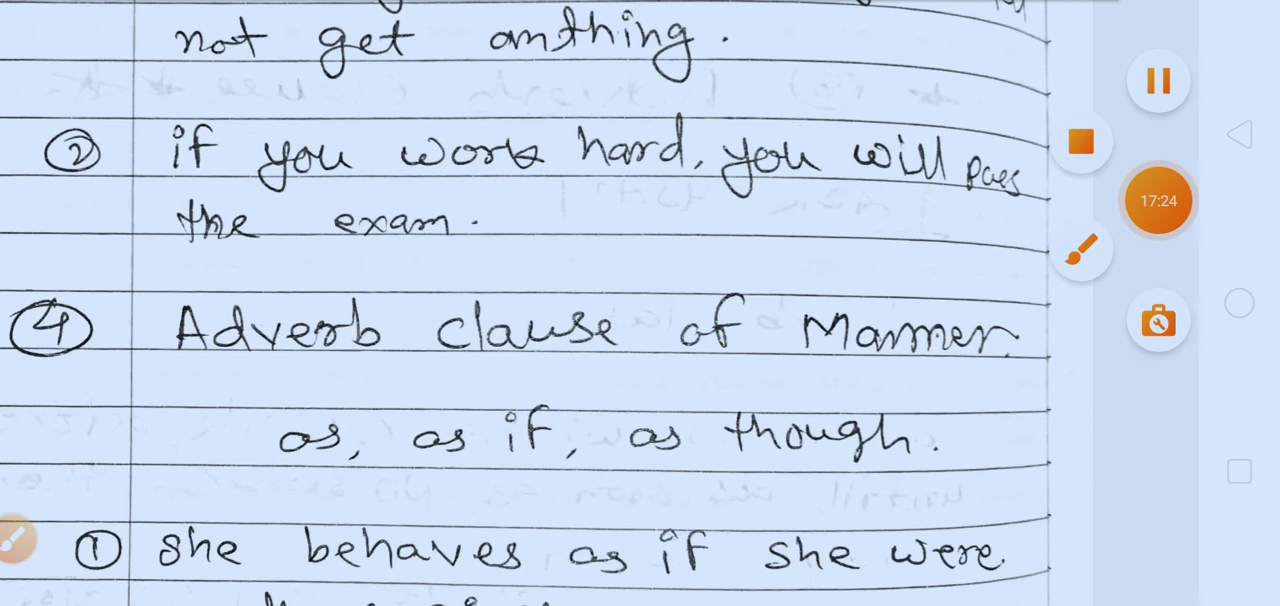 not get anything.
② if you work hard, you will pass
the exam.
④ Adverb clause of Manner.
as, as if, as though.
① she behaves as if she were.
17:24